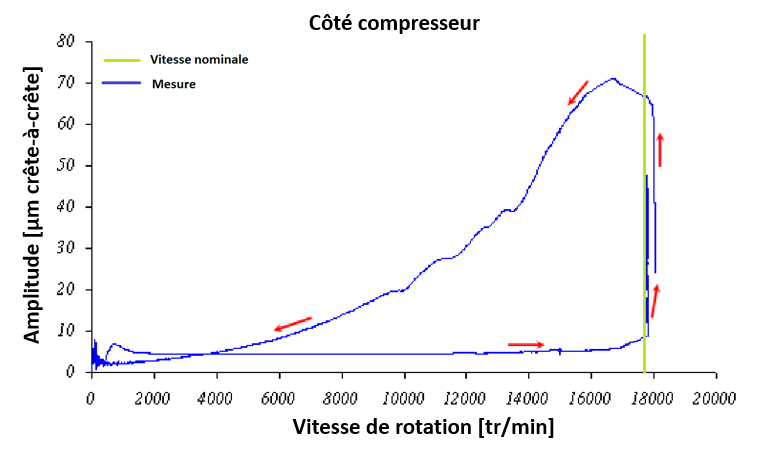 Côté compresseur
80
70
60
50
40
30
20
10
0
Amplitude [µm crête-à-crête]
Vitesse nominale
Mesure
0 2000 4000 6000 8000 10000 12000 14000 16000 18000 20000
Vitesse de rotation [tr/min]